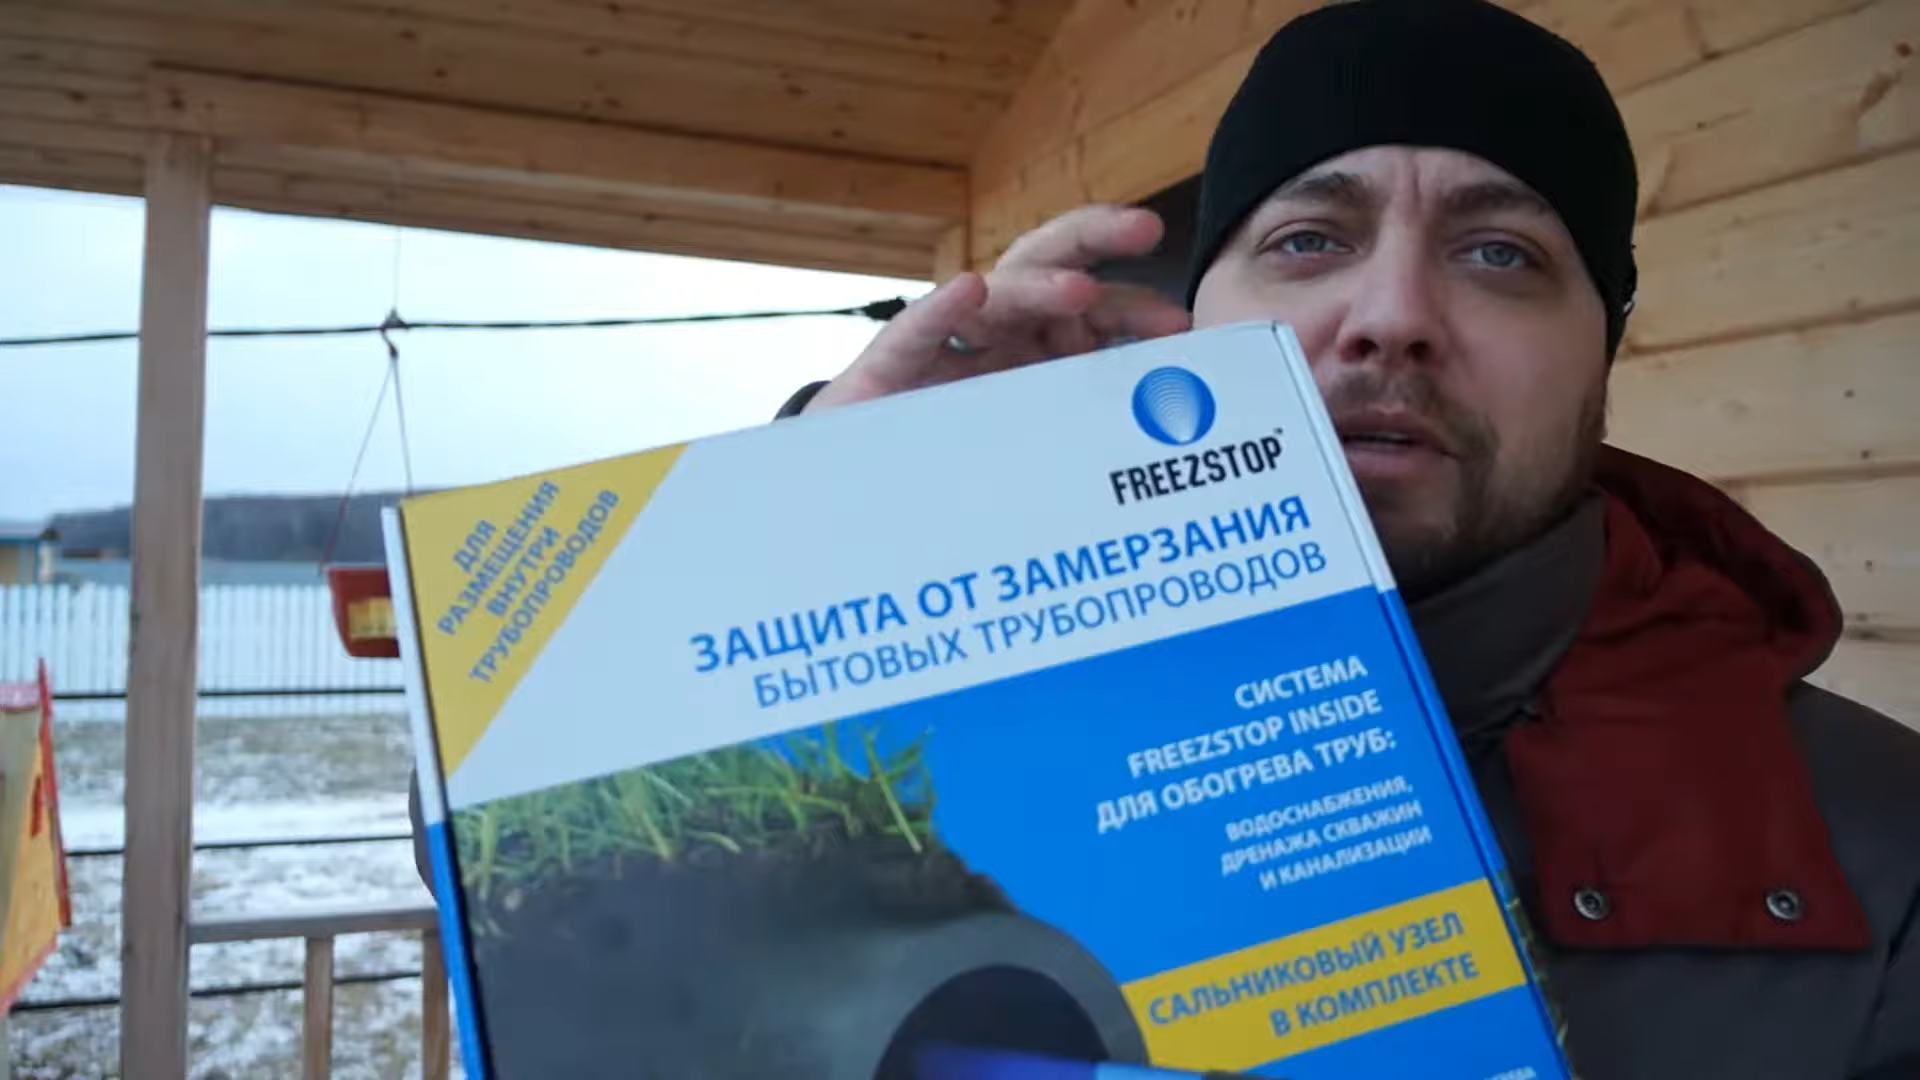 FREEZSTOP™
ДЛЯ
РАЗМЕЩЕНИЯ
ВНУТРИ
ТРУБОПРОВОДОВ
ЗАЩИТА ОТ ЗАМЕРЗАНИЯ
БЫТОВЫХ ТРУБОПРОВОДОВ
СИСТЕМА
FREEZSTOP INSIDE
ДЛЯ ОБОГРЕВА ТРУБ:
ВОДОСНАБЖЕНИЯ,
ДРЕНАЖА СКВАЖИН
И КАНАЛИЗАЦИИ
САЛЬНИКОВЫЙ УЗЕЛ
В КОМПЛЕКТЕ